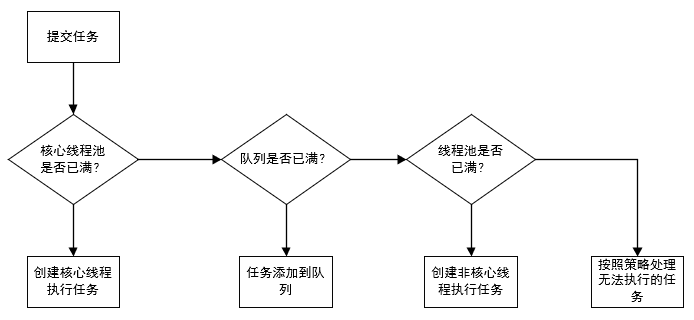 提交任务
核心线程池
是否已满?
队列是否已满?
线程池是否
已满?
创建核心线程
执行任务
任务添加到队
列
创建非核心线
程执行任务
按照策略处理
无法执行的任
务